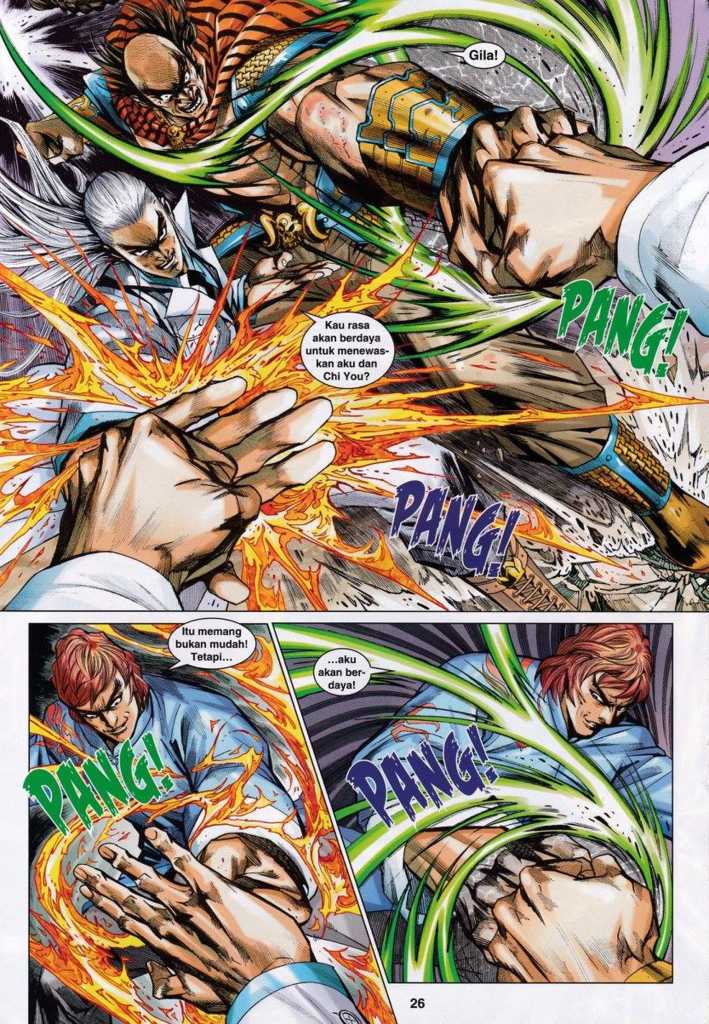 Gila!
PANG!
Kau rasa
akan berdaya
untuk menewas-
kan aku dan
Chi You?
PANG!
Itu memang
bukan mudah!
Tetapi...
PANG!
...aku
akan ber-
daya!
PANG!
26